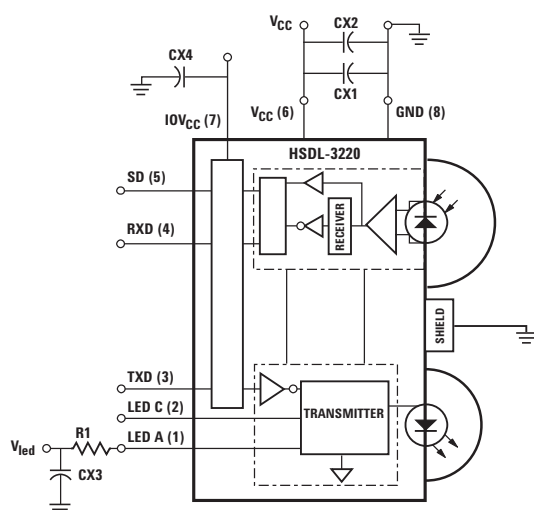 VCC
CX2
CX4
CX1
IOVCC (7)
VCC (6)
GND (8)
HSDL-3220
SD (5)
RXD (4)
RECEIVER
SHIELD
TXD (3)
LED C (2)
TRANSMITTER
Vled
R1
LED A (1)
CX3